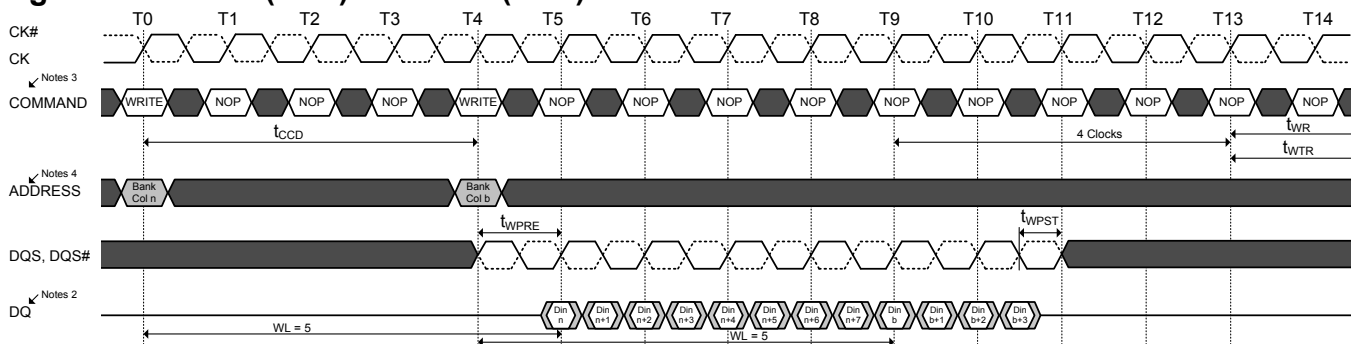 T0 T1 T2 T3 T4 T5 T6 T7 T8 T9 T10 T11 T12 T13 T14
CK#
CK
Notes 3
COMMAND WRITE NOP NOP NOP WRITE NOP NOP NOP NOP NOP NOP NOP NOP NOP NOP
tCCD 4 Clocks tWR
tWTR
Notes 4
ADDRESS Bank Col n Bank Col b
tWPRE tWPST
DQS, DQS#
Notes 2
DQ Din n Din n+1 Din n+2 Din n+3 Din n+4 Din n+5 Din n+6 Din n+7 Din b Din b+1 Din b+2 Din b+3
WL = 5 WL = 5